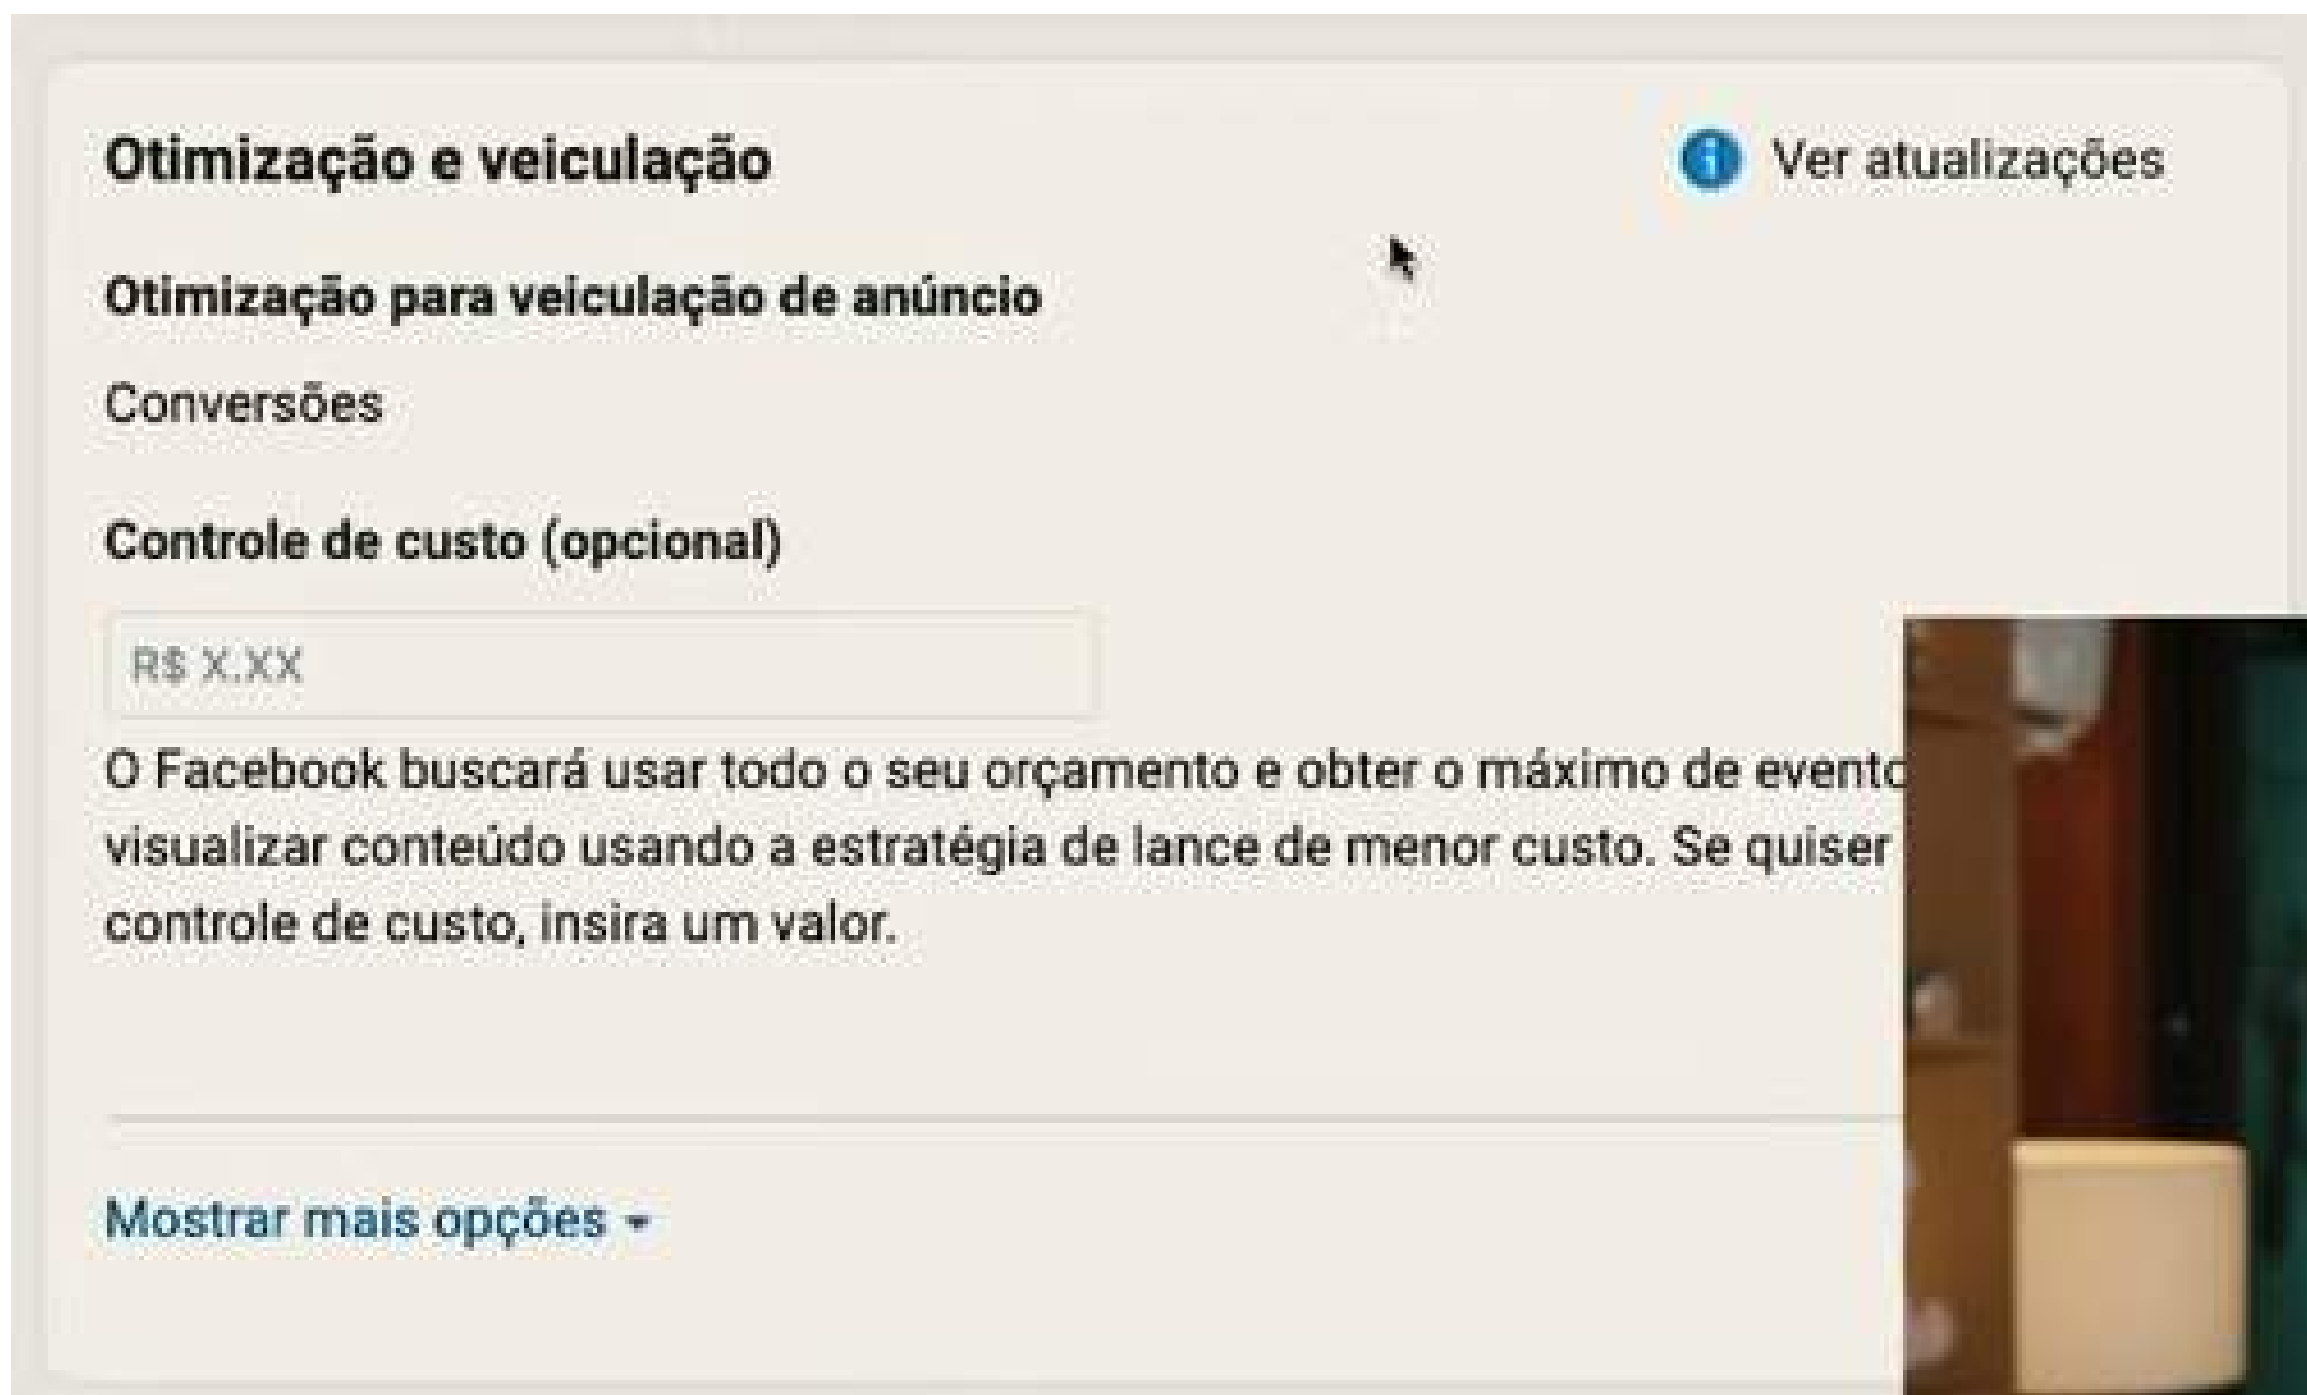 Otimização e veiculação
Ver atualizações
Otimização para veiculação de anúncio
Conversões
Controle de custo (opcional)
R$ X.XX
O Facebook buscará usar todo o seu orçamento e obter o máximo de evento
visualizar conteúdo usando a estratégia de lance de menor custo. Se quiser
controle de custo, insira um valor.
Mostrar mais opções